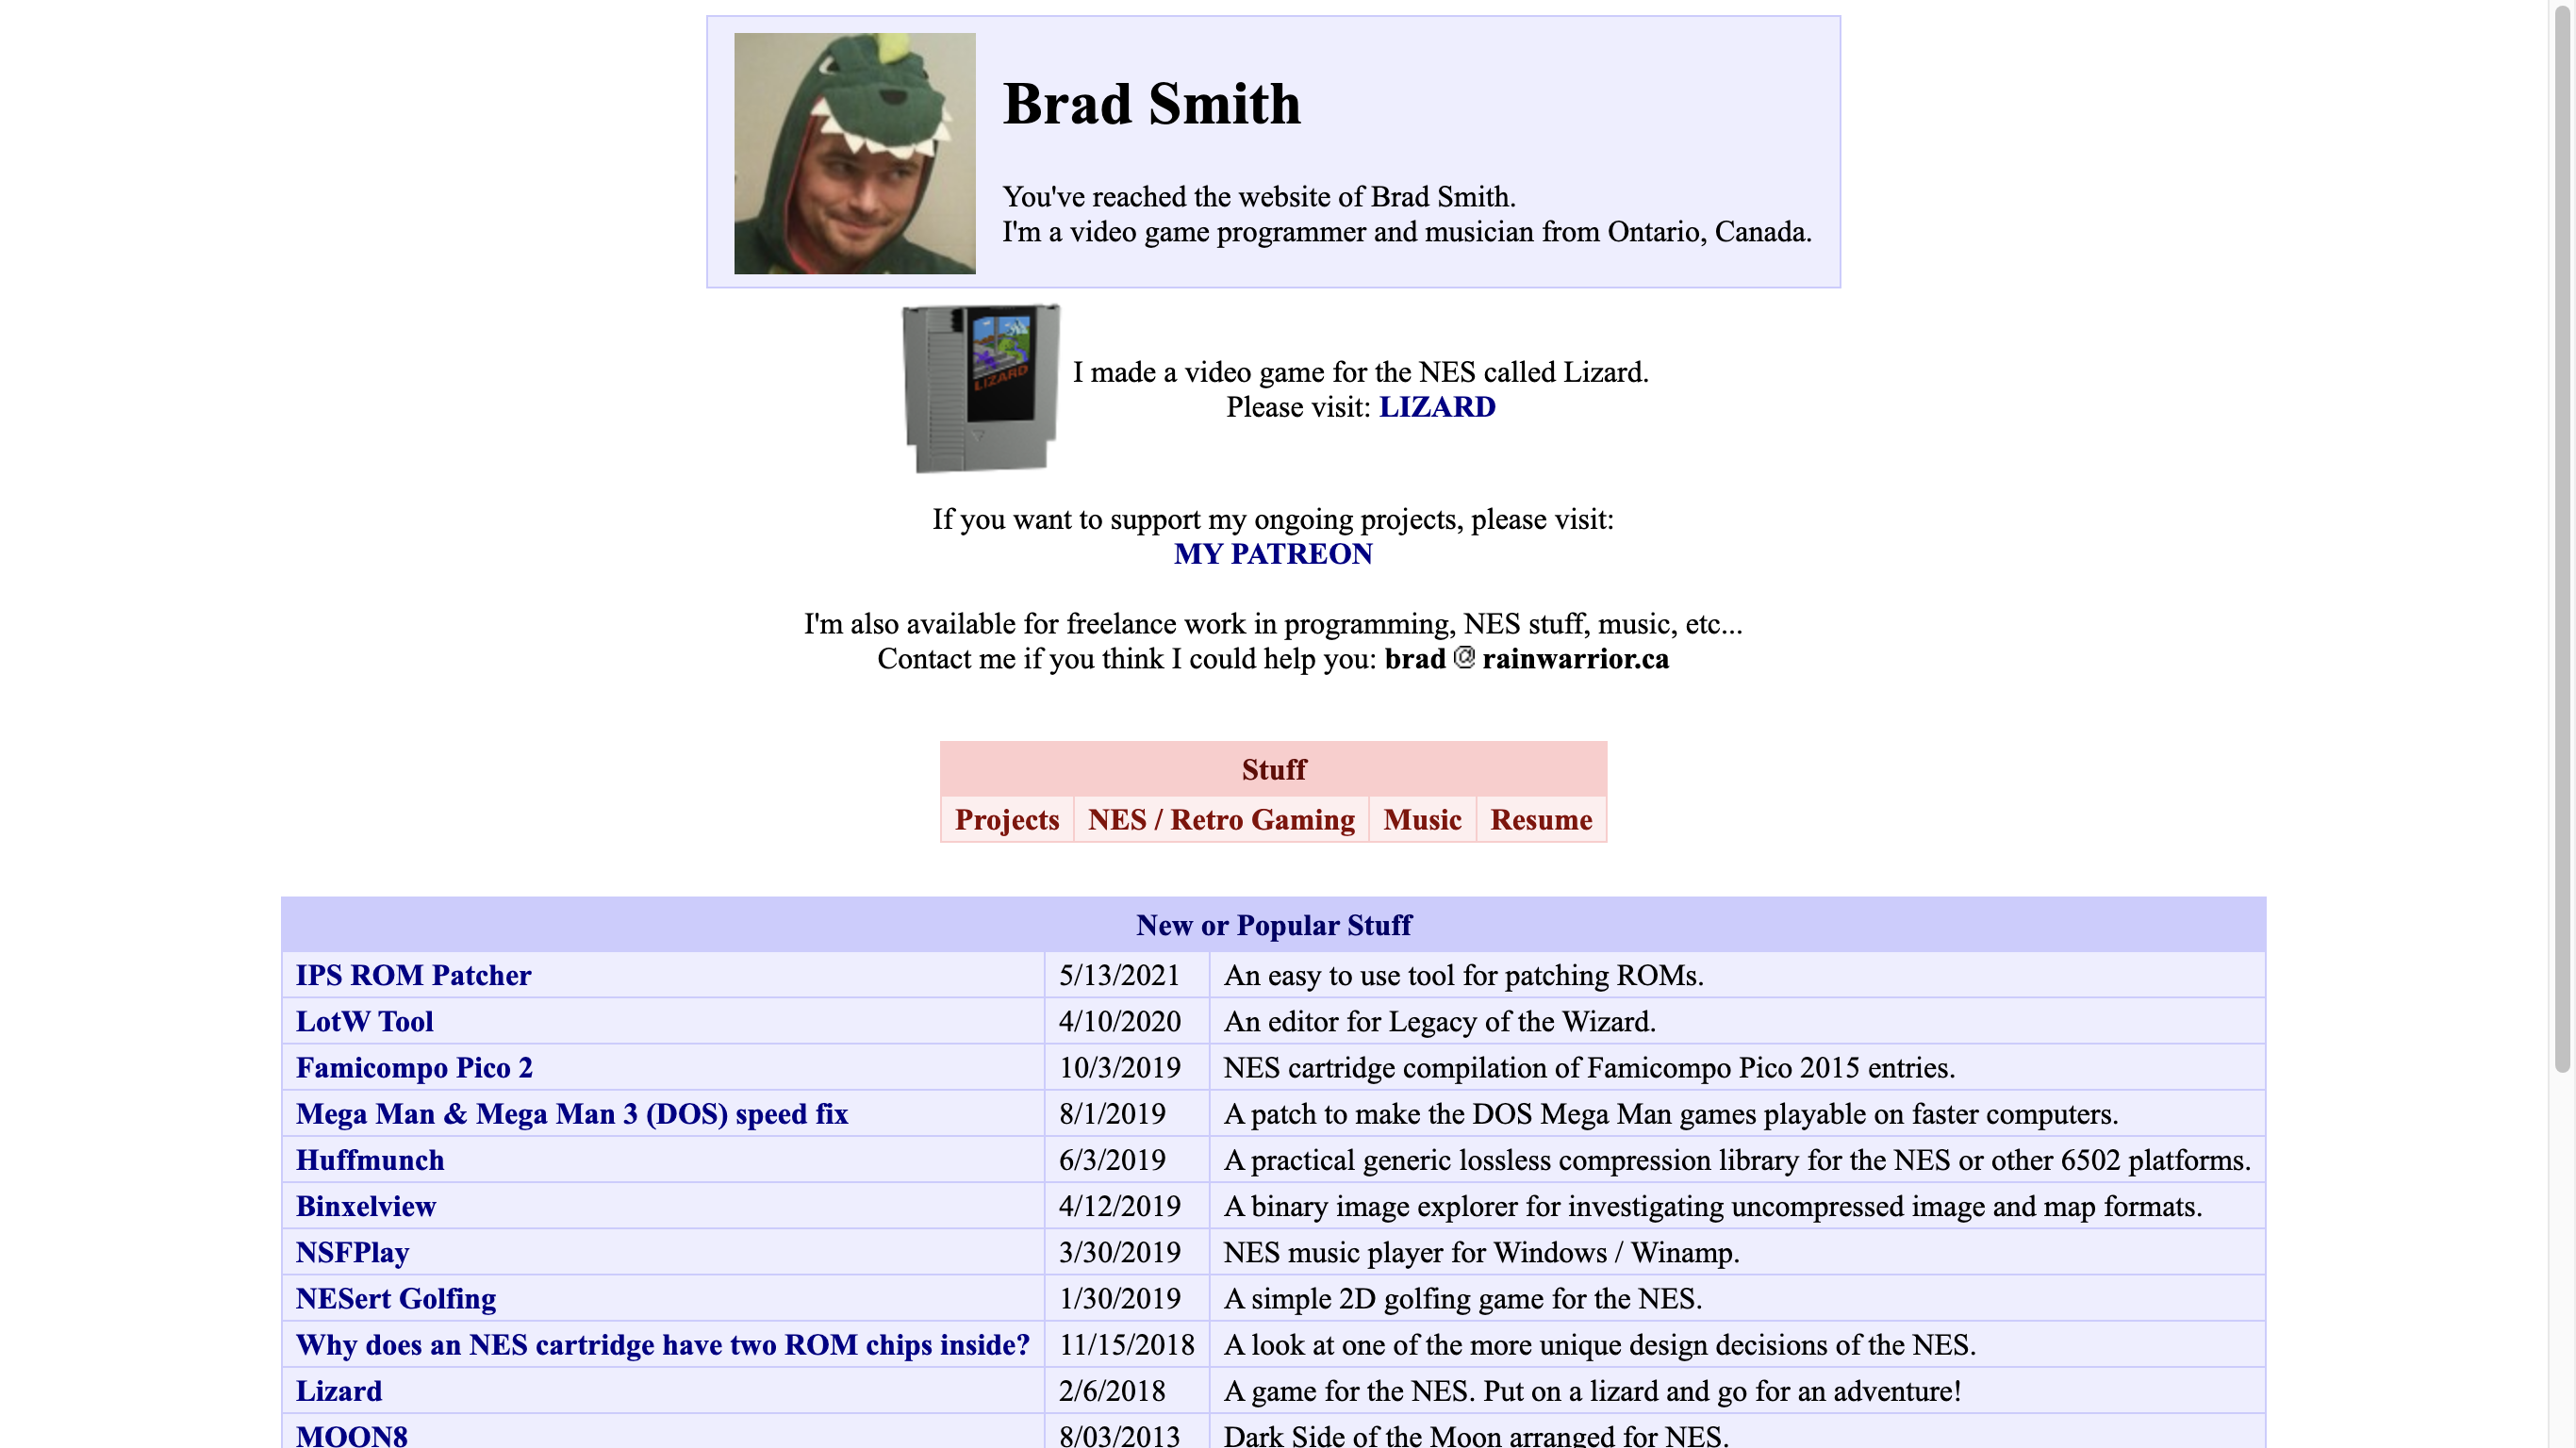 Brad Smith
You've reached the website of Brad Smith.
I'm a video game programmer and musician from Ontario, Canada.
LIZARD
I made a video game for the NES called Lizard.
Please visit: LIZARD
If you want to support my ongoing projects, please visit:
MY PATREON
I'm also available for freelance work in programming, NES stuff, music, etc...
Contact me if you think I could help you: brad @ rainwarrior.ca
Stuff
Projects NES / Retro Gaming Music Resume
New or Popular Stuff
IPS ROM Patcher 5/13/2021 An easy to use tool for patching ROMs.
LotW Tool 4/10/2020 An editor for Legacy of the Wizard.
Famicompo Pico 2 10/3/2019 NES cartridge compilation of Famicompo Pico 2015 entries.
Mega Man & Mega Man 3 (DOS) speed fix 8/1/2019 A patch to make the DOS Mega Man games playable on faster computers.
Huffmunch 6/3/2019 A practical generic lossless compression library for the NES or other 6502 platforms.
Binxelview 4/12/2019 A binary image explorer for investigating uncompressed image and map formats.
NSFPlay 3/30/2019 NES music player for Windows / Winamp.
NESert Golfing 1/30/2019 A simple 2D golfing game for the NES.
Why does an NES cartridge have two ROM chips inside? 11/15/2018 A look at one of the more unique design decisions of the NES.
Lizard 2/6/2018 A game for the NES. Put on a lizard and go for an adventure!
MOON8 8/03/2013 Dark Side of the Moon arranged for NES.